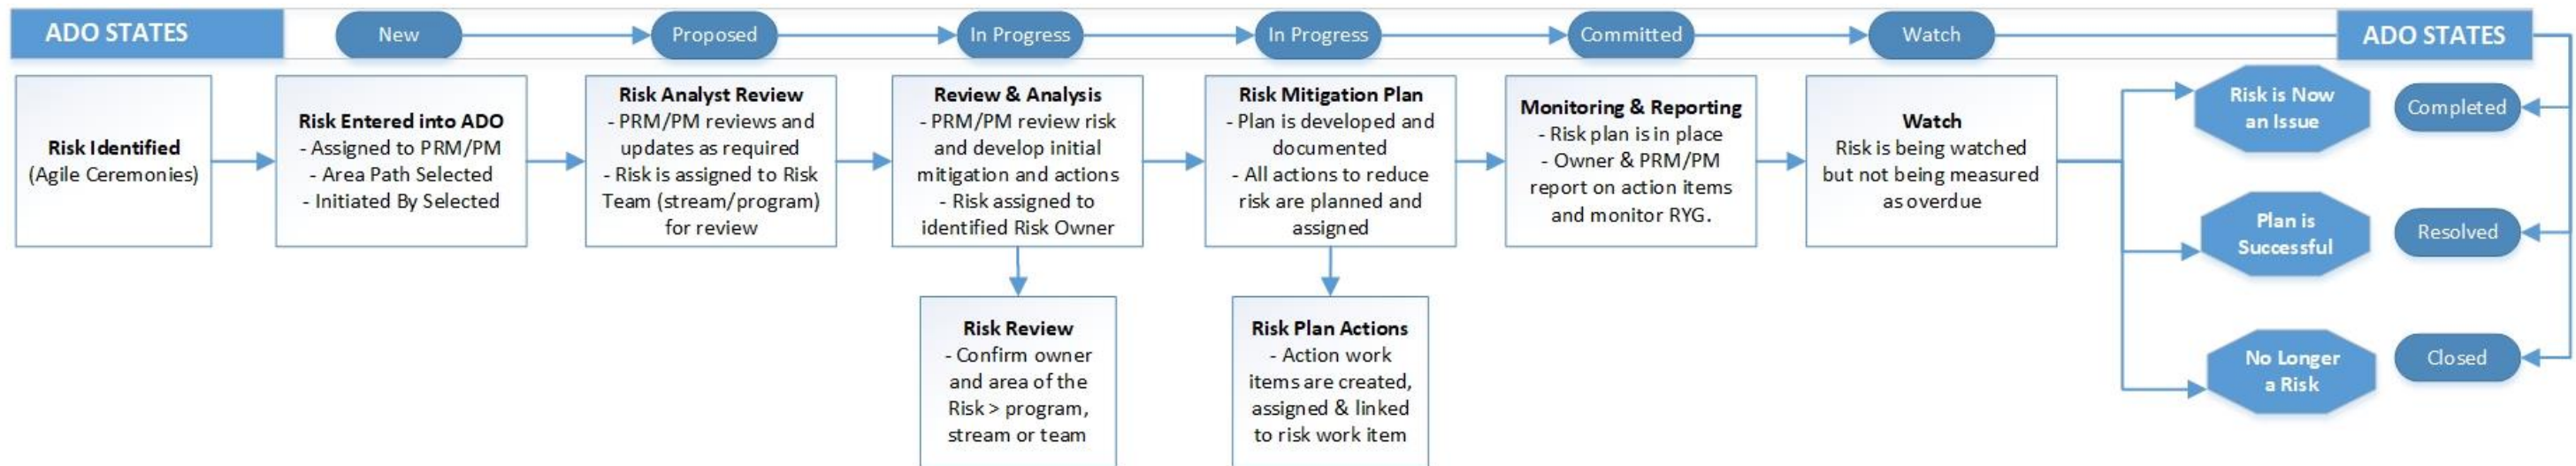 ADO STATES
New
Proposed
In Progress
In Progress
Committed
Watch
ADO STATES
Risk Identified
(Agile Ceremonies)
Risk Entered into ADO
- Assigned to PRM/PM
- Area Path Selected
- Initiated By Selected
Risk Analyst Review
- PRM/PM reviews and
updates as required
- Risk is assigned to Risk
Team (stream/program)
for review
Review & Analysis
- PRM/PM review risk
and develop initial
mitigation and actions
- Risk assigned to
identified Risk Owner
Risk Mitigation Plan
- Plan is developed and
documented
- All actions to reduce
risk are planned and
assigned
Monitoring & Reporting
- Risk plan is in place
- Owner & PRM/PM
report on action items
and monitor RYG.
Watch
Risk is being watched
but not being measured
as overdue
Risk is Now
an Issue
Completed
Plan is
Successful
Resolved
No Longer
a Risk
Closed
Risk Review
- Confirm owner
and area of the
Risk > program,
stream or team
Risk Plan Actions
- Action work
items are created,
assigned & linked
to risk work item